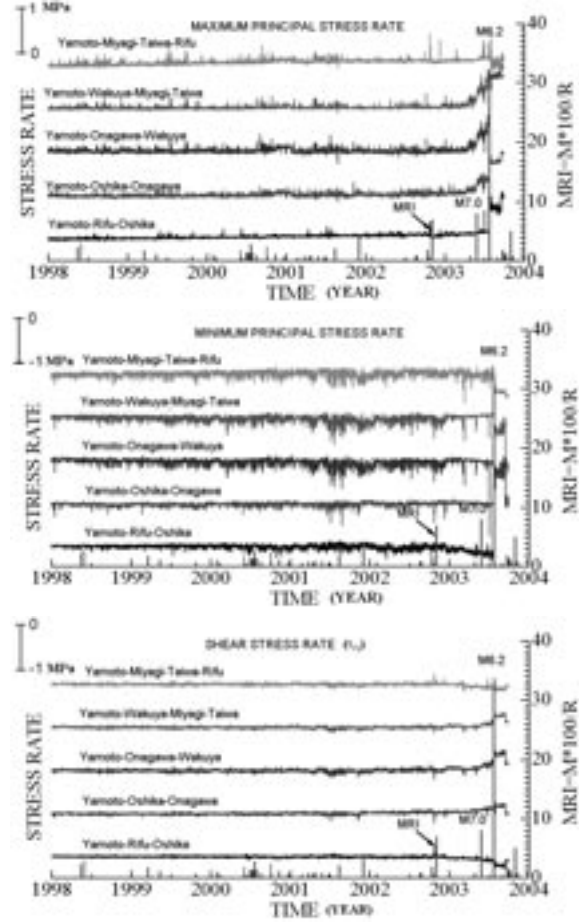 1 MPa
0
MAXIMUM PRINCIPAL STRESS RATE
M6.2
40
Yamoto-Miyagi-Taiwa-Rifu
30
Yamoto-Wakuya-Miyagi-Taiwa
20
Yamoto-Onagawa-Wakuya
Yamoto-Oshika-Onagawa
MRI
M7.0
10
Yamoto-Rifu-Oshika
0
STRESS RATE
MRI=M*100/R
1998 1999 2000 2001 2002 2003 2004
TIME (YEAR)
0
-1 MPa
MINIMUM PRINCIPAL STRESS RATE
M6.2
40
Yamoto-Miyagi-Taiwa-Rifu
30
Yamoto-Wakuya-Miyagi-Taiwa
20
Yamoto-Onagawa-Wakuya
Yamoto-Oshika-Onagawa
M7.0
10
Yamoto-Rifu-Oshika
0
STRESS RATE
MRI=M*100/R
1998 1999 2000 2001 2002 2003 2004
TIME (YEAR)
0
-1 MPa
SHEAR STRESS RATE
M6.2
40
Yamoto-Miyagi-Taiwa-Rifu
30
Yamoto-Wakuya-Miyagi-Taiwa
20
Yamoto-Onagawa-Wakuya
Yamoto-Oshika-Onagawa
MRI
M7.0
10
Yamoto-Rifu-Oshika
0
STRESS RATE
MRI=M*100/R
1998 1999 2000 2001 2002 2003 2004
TIME (YEAR)